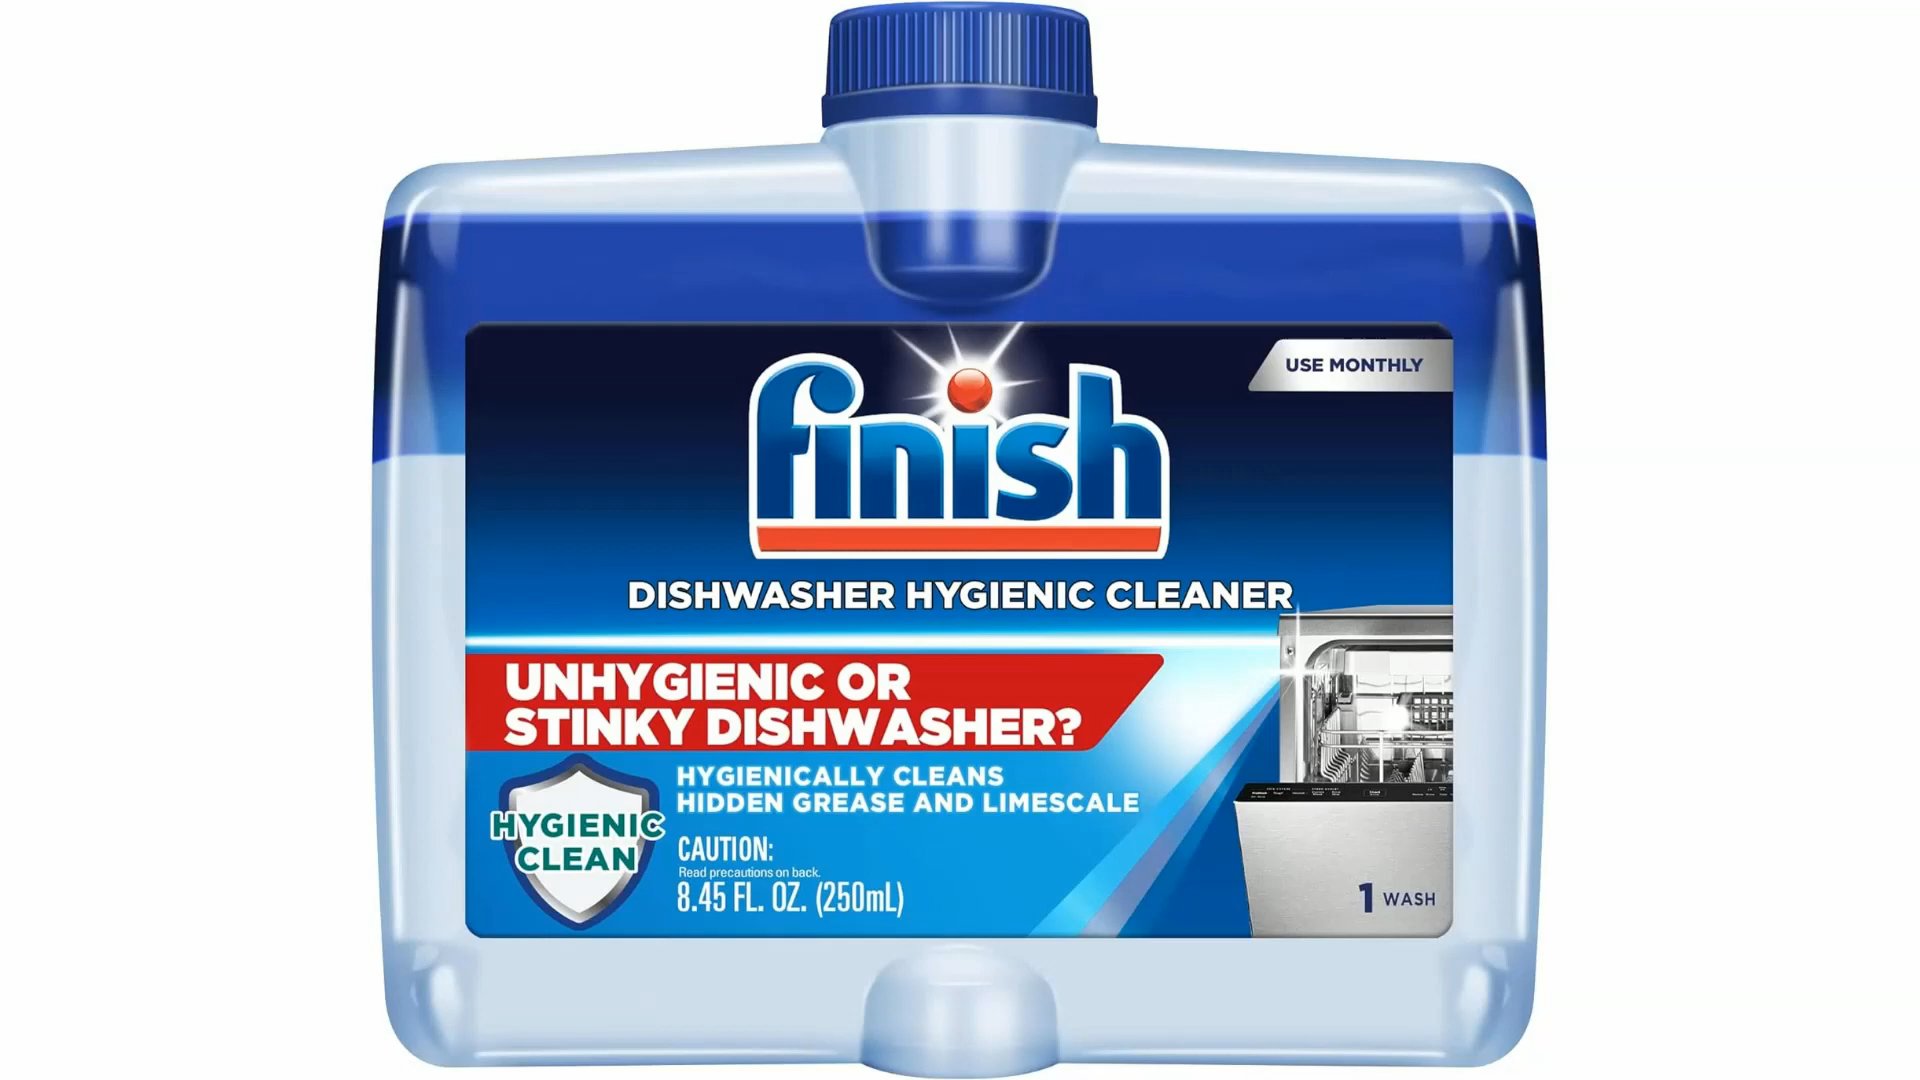 USE MONTHLY
finish
DISHWASHER HYGIENIC CLEANER
UNHYGIENIC OR
STINKY DISHWASHER?
HYGIENICALLY CLEANS
HIDDEN GREASE AND LIMESCALE
HYGIENIC
CLEAN
CAUTION:
Read precautions on back.
8.45 FL. OZ. (250mL)
1 WASH